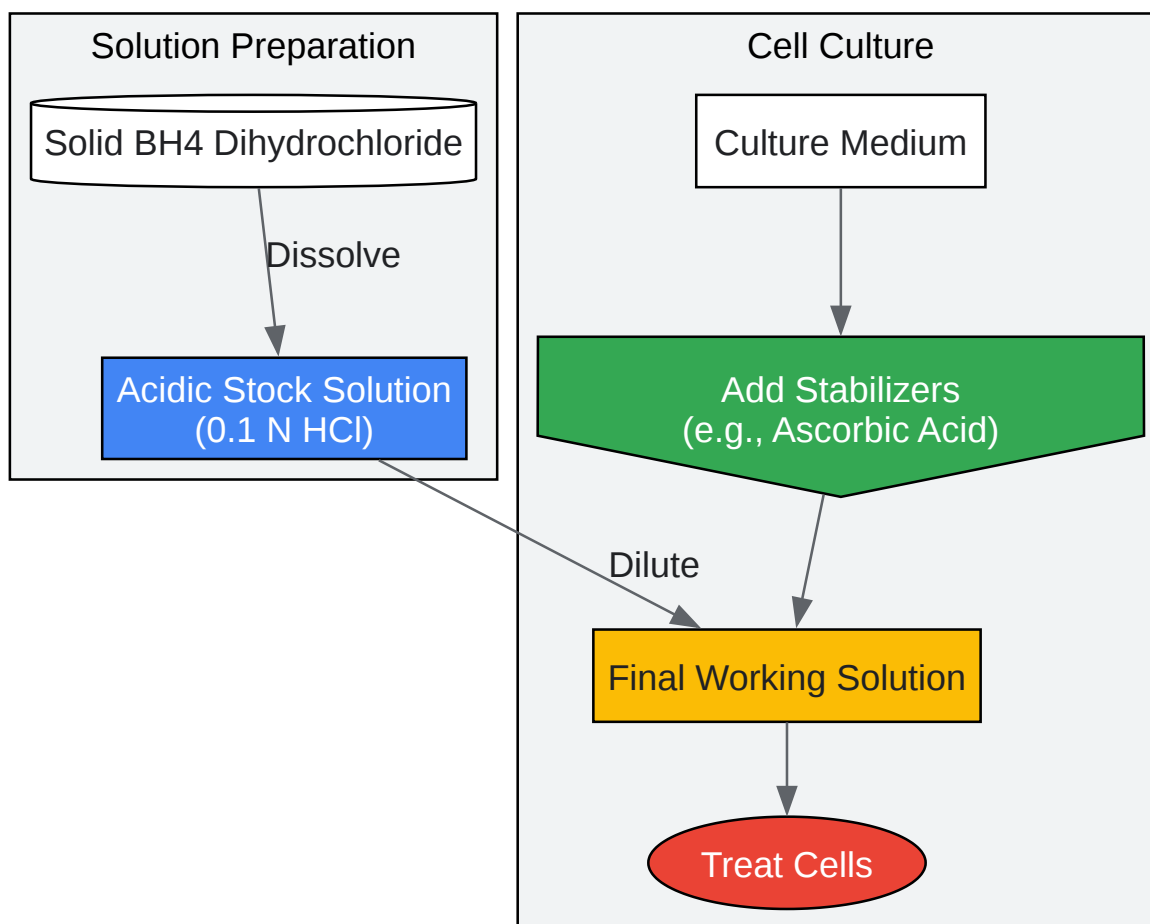 Solution Preparation
Solid BH4 Dihydrochloride
Dissolve
Acidic Stock Solution
(0.1 N HCl)
Cell Culture
Culture Medium
Add Stabilizers
(e.g., Ascorbic Acid)
Dilute
Final Working Solution
Treat Cells